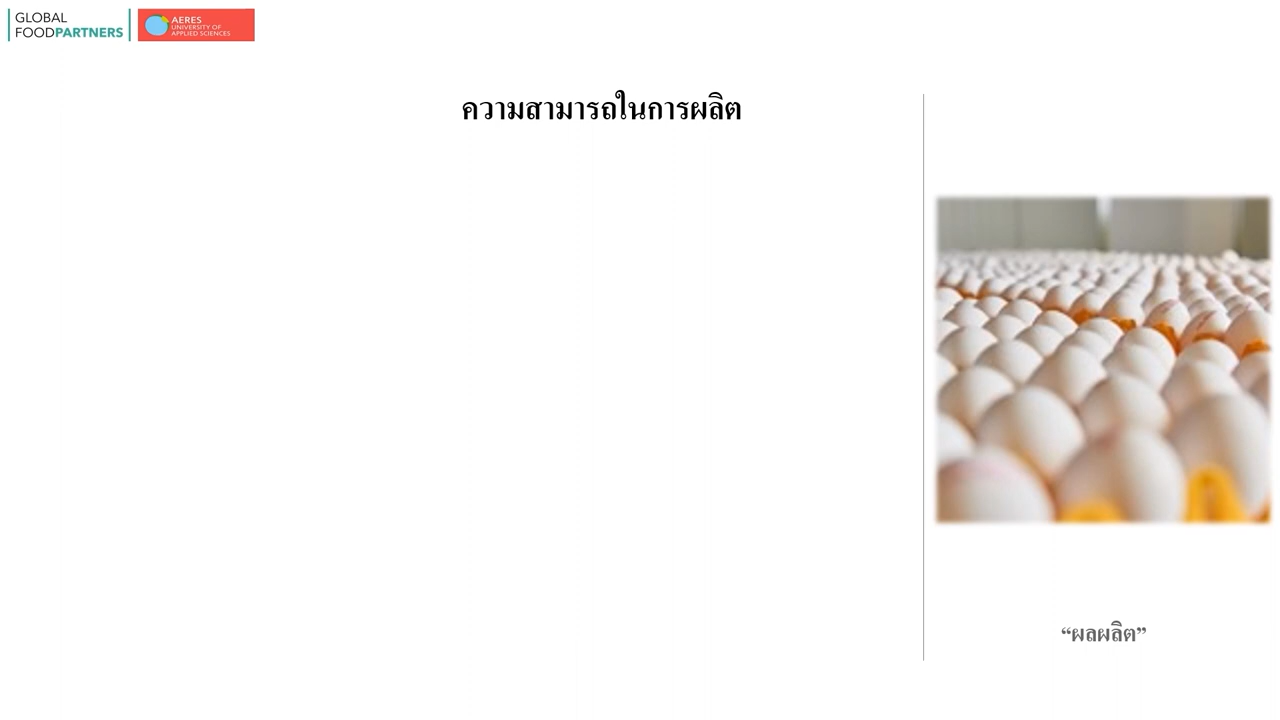 GLOBAL
FOODPARTNERS
AERES
UNIVERSITY OF
APPLIED SCIENCES
ความสามารถในการผลิต
“ผลผลิต”